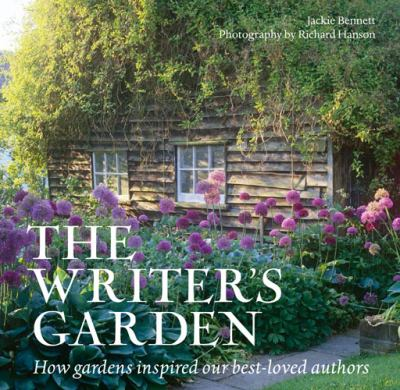 Jackie Bennett
Photography by Richard Hanson
THE
WRITER'S
GARDEN
How gardens inspired our best-loved authors